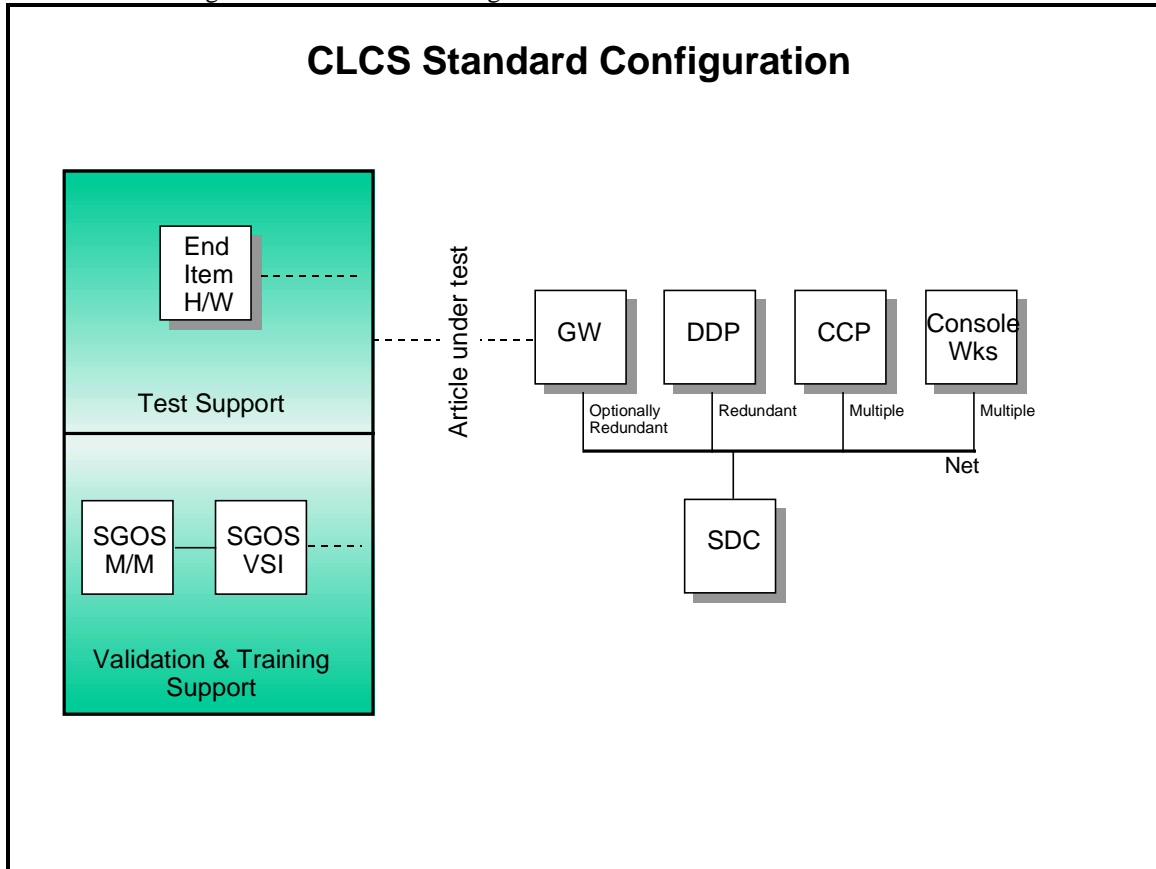 CLCS Standard Configuration
End
Item
H/W
Test Support
SGOS
M/M
SGOS
VSI
Validation & Training
Support
Article under test
GW
DDP
CCP
Console
Wks
Optionally
Redundant
Redundant
Multiple
Multiple
Net
SDC